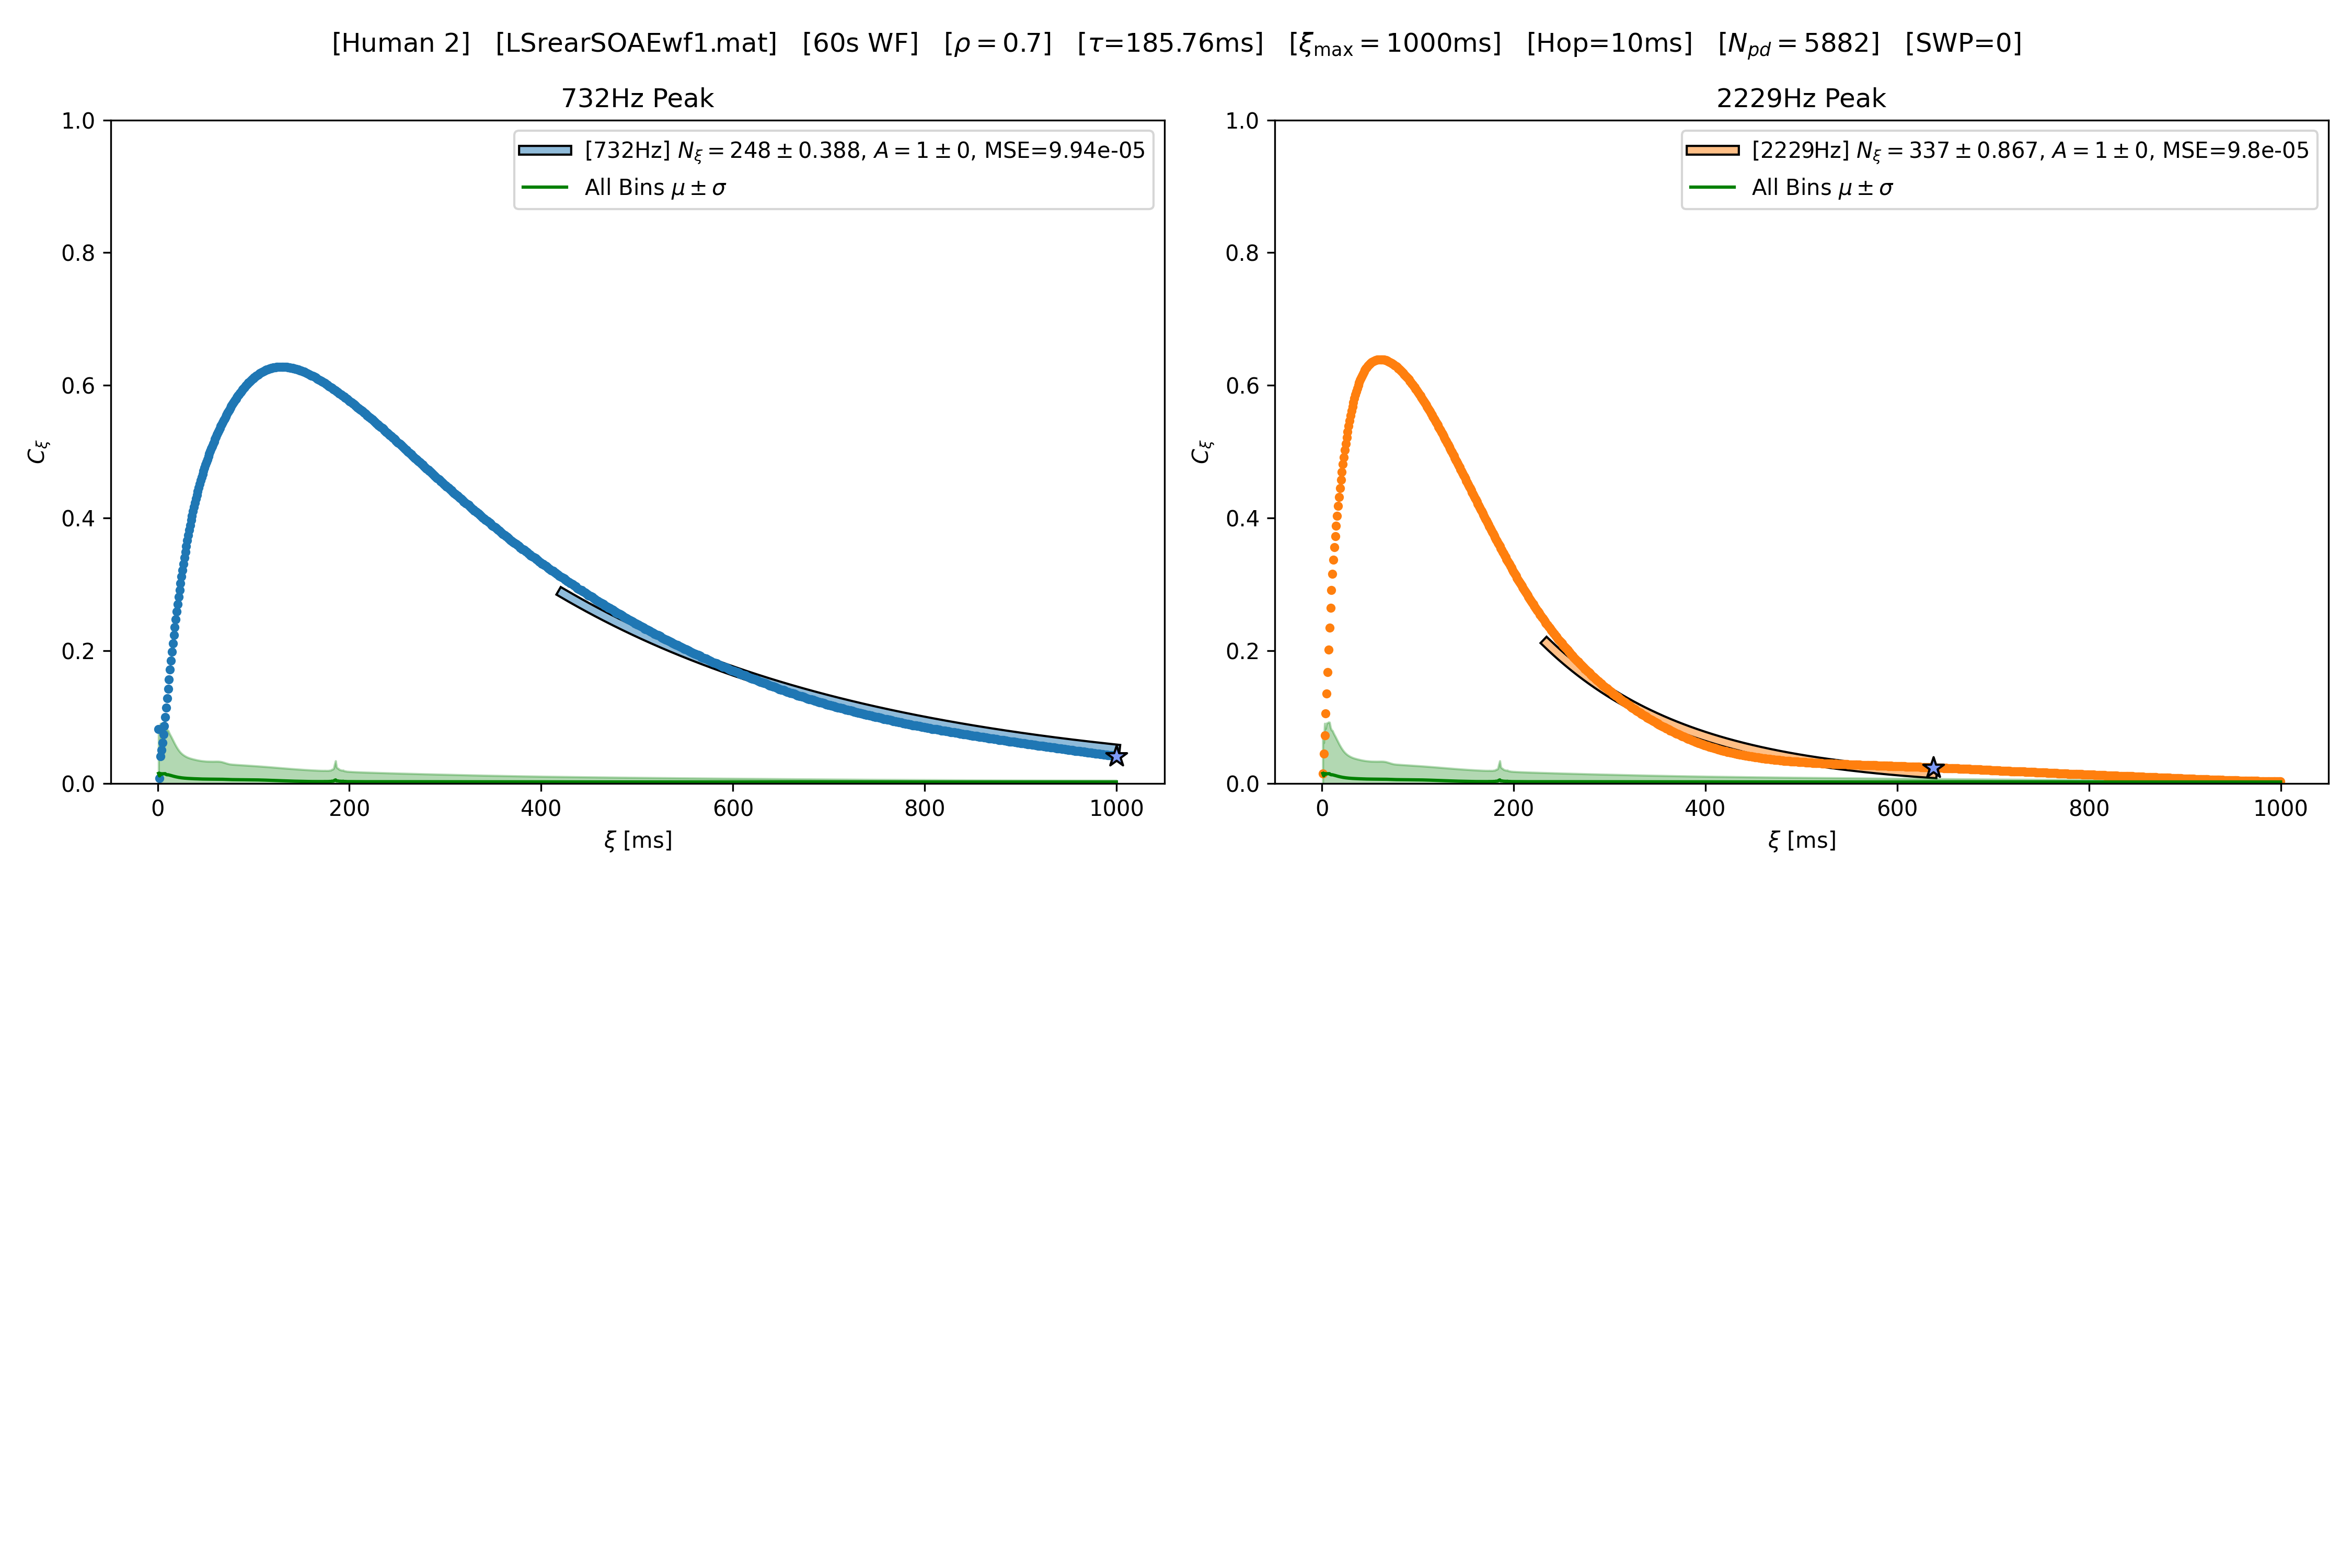 [Human 2] [LSrearSOAEwf1.mat] [60s WF] [ρ = 0.7] [τ=185.76ms] [ξmax = 1000ms] [Hop=10ms] [Npd = 5882] [SWP=0]
732Hz Peak
[732Hz] Nξ = 248 ± 0.388, A = 1 ± 0, MSE=9.94e-05
All Bins μ ± σ
1.0
0.8
0.6
0.4
0.2
0.0
Cξ
0 200 400 600 800 1000
ξ [ms]
2229Hz Peak
[2229Hz] Nξ = 337 ± 0.867, A = 1 ± 0, MSE=9.8e-05
All Bins μ ± σ
1.0
0.8
0.6
0.4
0.2
0.0
Cξ
0 200 400 600 800 1000
ξ [ms]